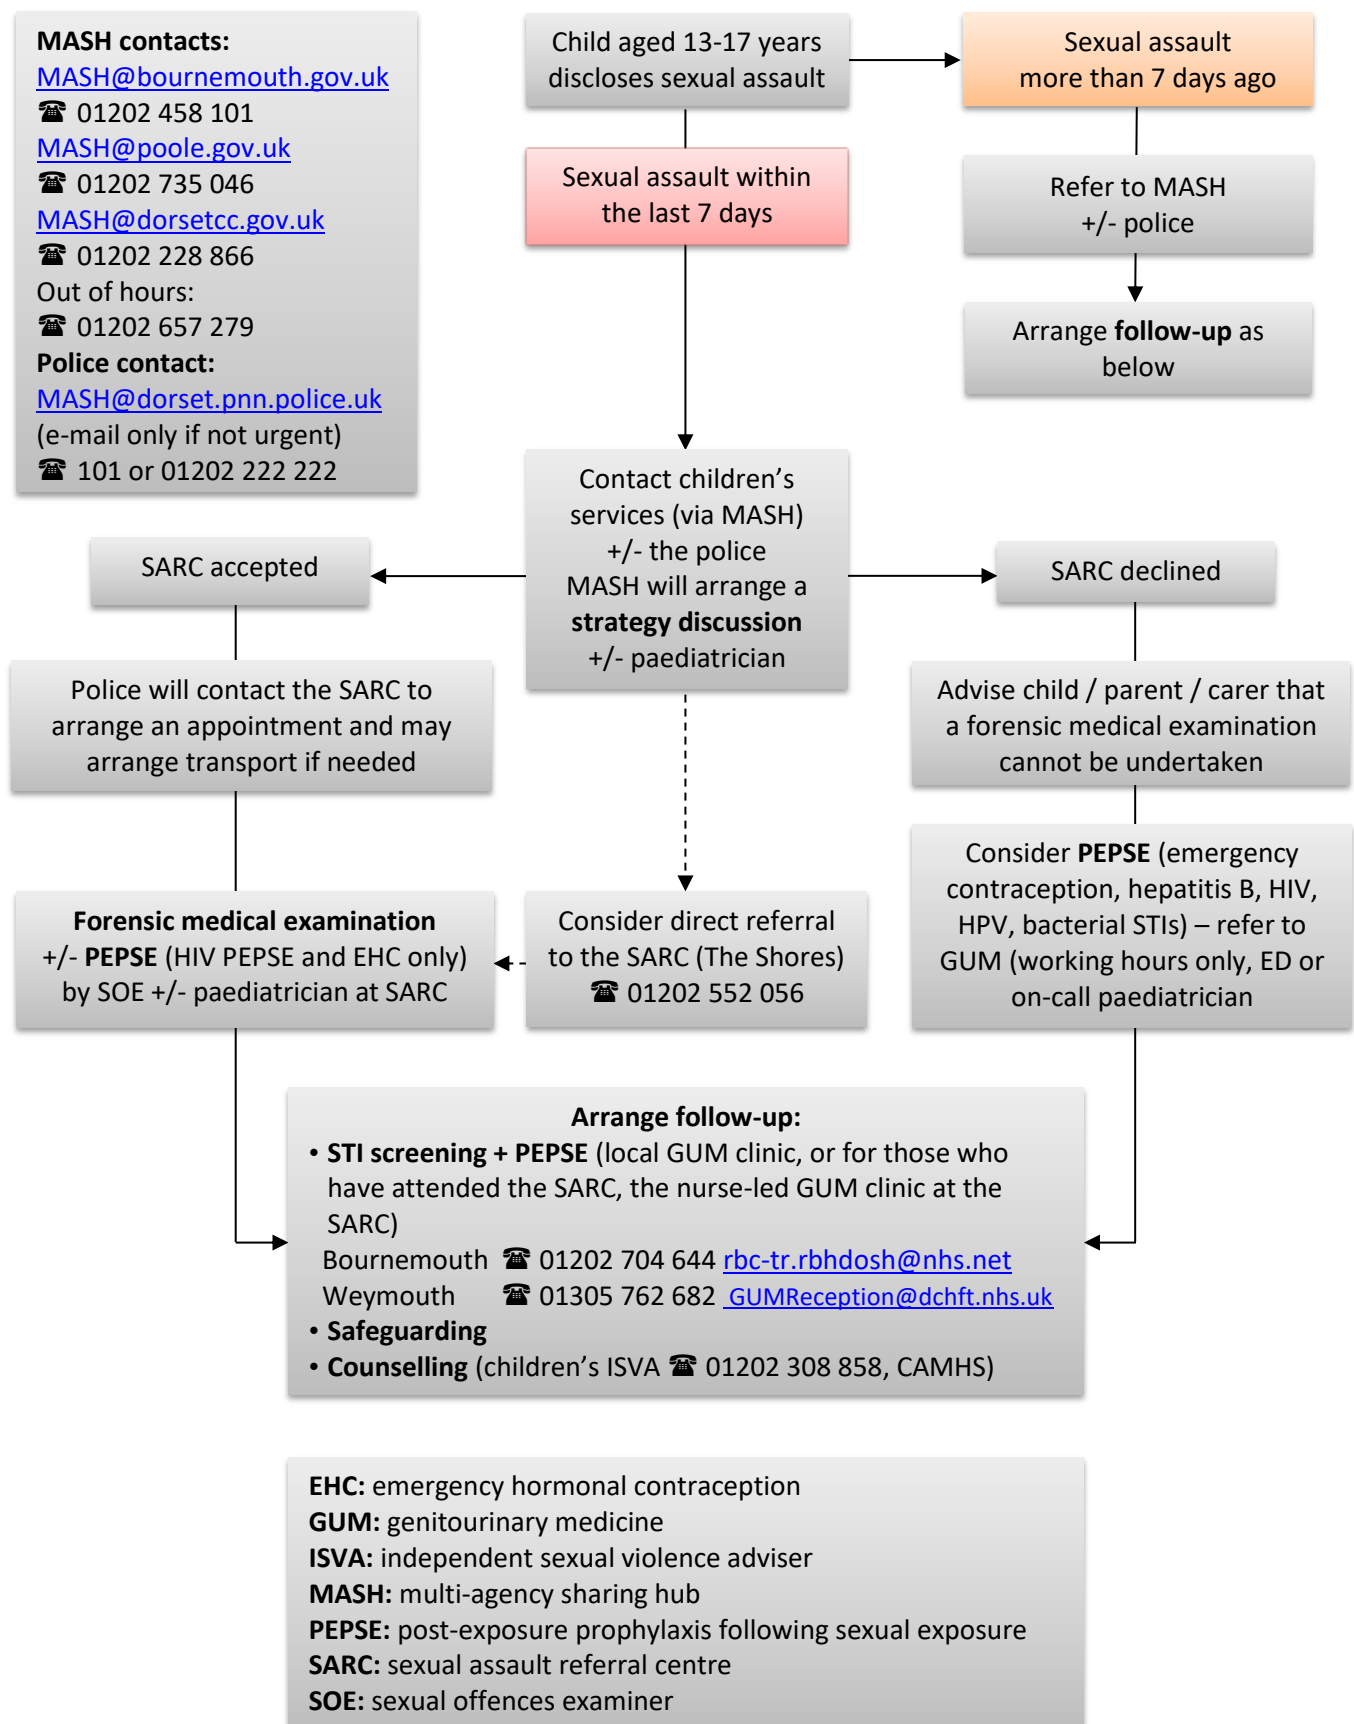 MASH contacts:
MASH@bournemouth.gov.uk
☎ 01202 458 101
MASH@poole.gov.uk
☎ 01202 735 046
MASH@dorsetcc.gov.uk
☎ 01202 228 866
Out of hours:
☎ 01202 657 279
Police contact:
MASH@dorset.pnn.police.uk
(e-mail only if not urgent)
☎ 101 or 01202 222 222
Child aged 13-17 years
discloses sexual assault
Sexual assault
more than 7 days ago
Sexual assault within
the last 7 days
Refer to MASH
+/- police
Arrange follow-up as
below
Contact children’s
services (via MASH)
+/- the police
MASH will arrange a
strategy discussion
+/- paediatrician
SARC accepted
SARC declined
Police will contact the SARC to
arrange an appointment and may
arrange transport if needed
Advise child / parent / carer that
a forensic medical examination
cannot be undertaken
Forensic medical examination
+/- PEPSE (HIV PEPSE and EHC only)
by SOE +/- paediatrician at SARC
Consider direct referral
to the SARC (The Shores)
☎ 01202 552 056
Consider PEPSE (emergency
contraception, hepatitis B, HIV,
HPV, bacterial STIs) – refer to
GUM (working hours only, ED or
on-call paediatrician
Arrange follow-up:
• STI screening + PEPSE (local GUM clinic, or for those who
have attended the SARC, the nurse-led GUM clinic at the
SARC)
Bournemouth ☎ 01202 704 644 rbc-tr.rbhdosh@nhs.net
Weymouth ☎ 01305 762 682 GUMReception@dchft.nhs.uk
• Safeguarding
• Counselling (children’s ISVA ☎ 01202 308 858, CAMHS)
EHC: emergency hormonal contraception
GUM: genitourinary medicine
ISVA: independent sexual violence adviser
MASH: multi-agency sharing hub
PEPSE: post-exposure prophylaxis following sexual exposure
SARC: sexual assault referral centre
SOE: sexual offences examiner